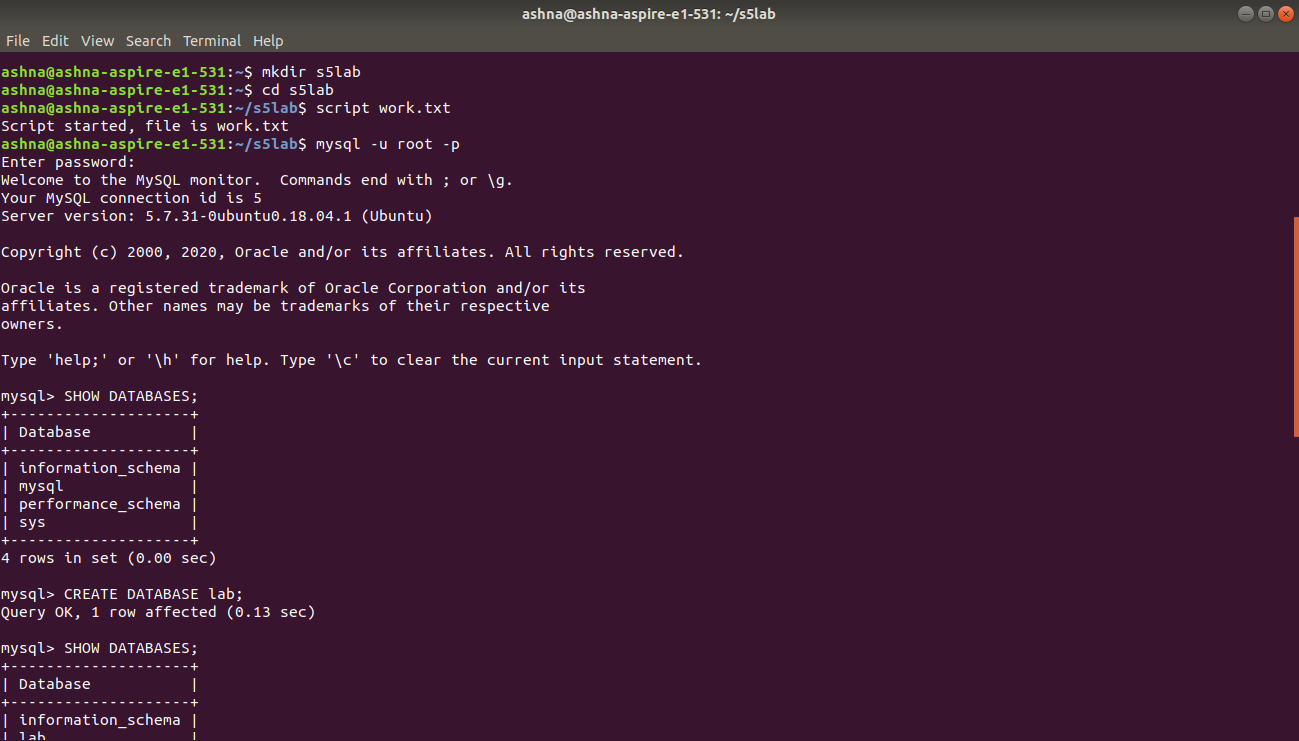 ashna@ashna-aspire-e1-531: ~/s5lab
File Edit View Search Terminal Help
ashna@ashna-aspire-e1-531:~$ mkdir s5lab
ashna@ashna-aspire-e1-531:~$ cd s5lab
ashna@ashna-aspire-e1-531:~/s5lab$ script work.txt
Script started, file is work.txt
ashna@ashna-aspire-e1-531:~/s5lab$ mysql -u root -p
Enter password:
Welcome to the MySQL monitor.  Commands end with ; or \g.
Your MySQL connection id is 5
Server version: 5.7.31-0ubuntu0.18.04.1 (Ubuntu)
Copyright (c) 2000, 2020, Oracle and/or its affiliates. All rights reserved.
Oracle is a registered trademark of Oracle Corporation and/or its
affiliates. Other names may be trademarks of their respective
owners.
Type 'help;' or '\h' for help. Type '\c' to clear the current input statement.
mysql> SHOW DATABASES;
+--------------------+
| Database           |
+--------------------+
| information_schema |
| mysql              |
| performance_schema |
| sys                |
+--------------------+
4 rows in set (0.00 sec)
mysql> CREATE DATABASE lab;
Query OK, 1 row affected (0.13 sec)
mysql> SHOW DATABASES;
+--------------------+
| Database           |
+--------------------+
| information_schema |
| lab                |